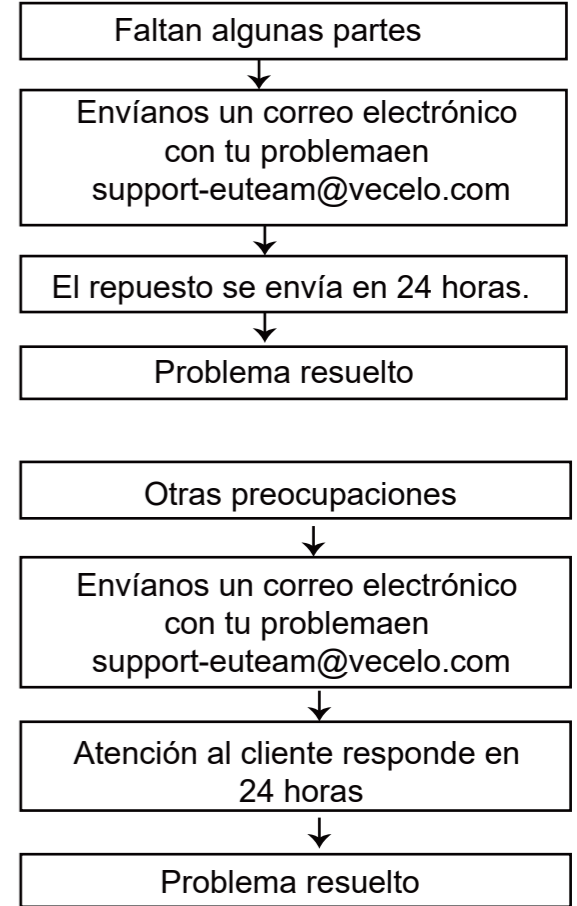 Faltan algunas partes
Envíanos un correo electrónico
con tu problemaen
support-euteam@vecelo.com
El repuesto se envía en 24 horas.
Problema resuelto
Otras preocupaciones
Envíanos un correo electrónico
con tu problemaen
support-euteam@vecelo.com
Atención al cliente responde en
24 horas
Problema resuelto